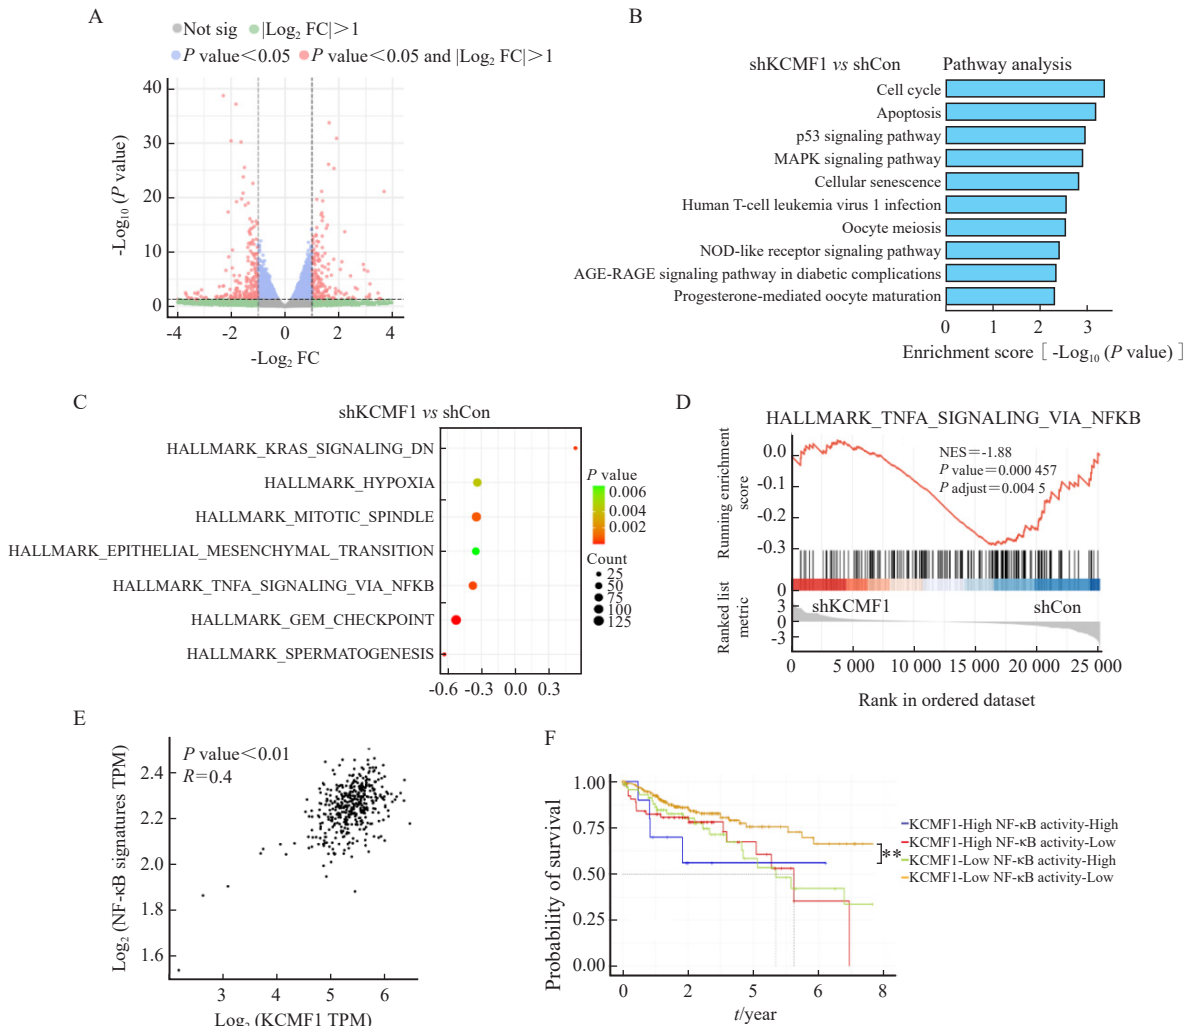 A
Not sig
|Log₂ FC|>1
P value<0.05
P value<0.05 and |Log₂ FC|>1
-Log₁₀ (P value)
40
30
20
10
0
-4
-2
0
2
4
-Log₂ FC
B
shKCMF1 vs shCon
Pathway analysis
Cell cycle
Apoptosis
p53 signaling pathway
MAPK signaling pathway
Cellular senescence
Human T-cell leukemia virus 1 infection
Oocyte meiosis
NOD-like receptor signaling pathway
AGE-RAGE signaling pathway in diabetic complications
Progesterone-mediated oocyte maturation
0
1
2
3
Enrichment score [ -Log₁₀ (P value) ]
C
shKCMF1 vs shCon
HALLMARK_KRAS_SIGNALING_DN
HALLMARK_HYPOXIA
HALLMARK_MITOTIC_SPINDLE
HALLMARK_EPITHELIAL_MESENCHYMAL_TRANSITION
HALLMARK_TNFA_SIGNALING_VIA_NFKB
HALLMARK_GEM_CHECKPOINT
HALLMARK_SPERMATOGENESIS
-0.6
-0.3
0.0
0.3
P value
0.006
0.004
0.002
Count
25
50
75
100
125
D
HALLMARK_TNFA_SIGNALING_VIA_NFKB
Running enrichment
score
0.0
-0.1
-0.2
-0.3
NES=-1.88
P value=0.000 457
P adjust=0.004 5
0
Ranked list
metric
3
0
-3
shKCMF1
shCon
0
5 000
10 000
15 000
20 000
25 000
Rank in ordered dataset
E
P value<0.01
R=0.4
Log₂ (NF-κB signatures TPM)
2.4
2.2
2.0
1.8
1.6
3
4
5
6
Log₂ (KCMF1 TPM)
F
Probability of survival
1.00
0.75
0.50
0.25
0.00
0
2
4
6
8
t/year
KCMF1-High NF-κB activity-High
KCMF1-High NF-κB activity-Low
KCMF1-Low NF-κB activity-High
KCMF1-Low NF-κB activity-Low
**